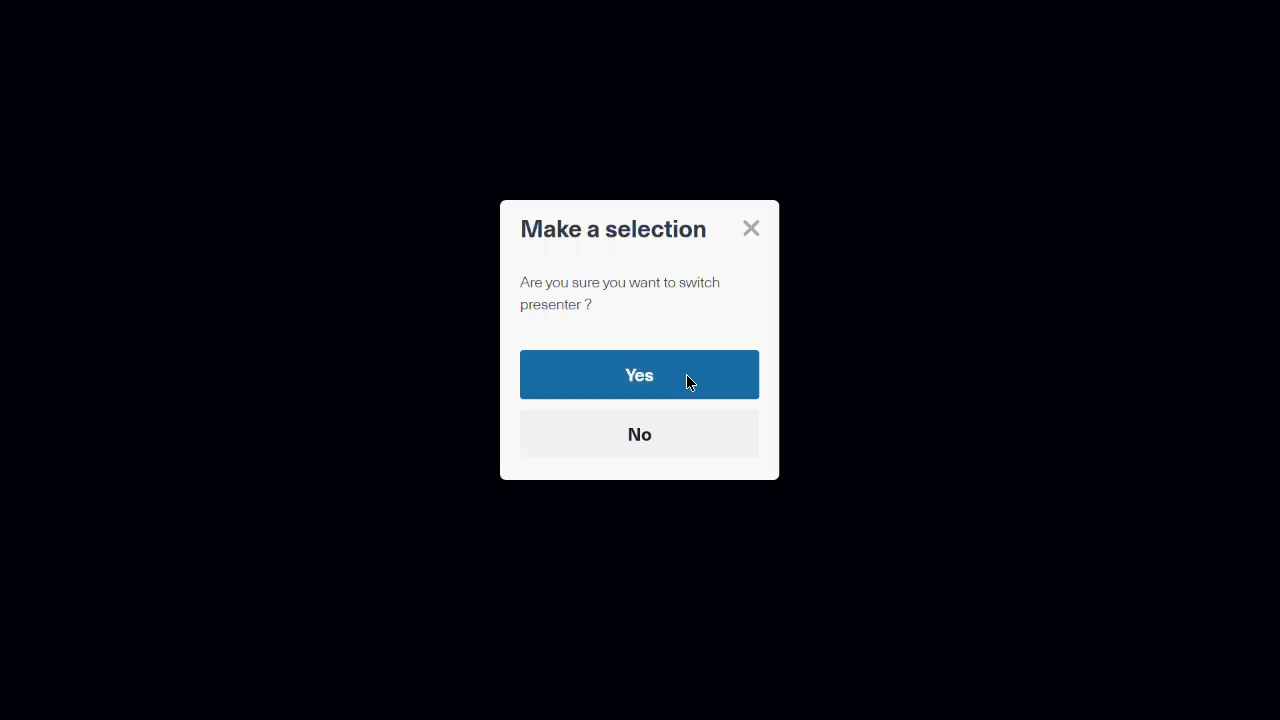 Make a selection
Are you sure you want to switch
presenter ?
Yes
No